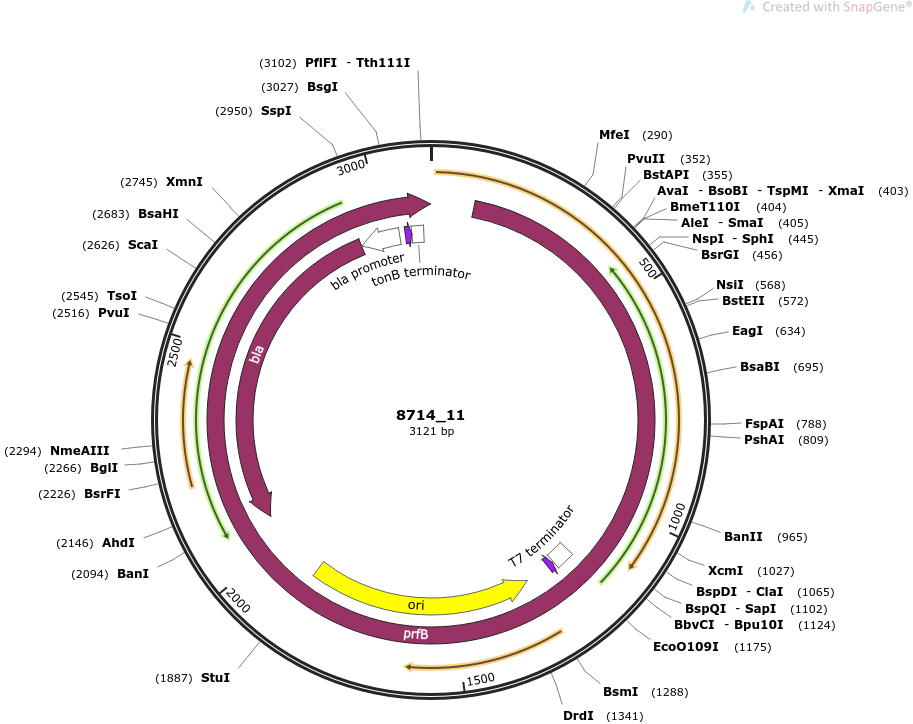 Created with SnapGene®
(3102) PflFI - Tth111I
(3027) BsgI
(2950) SspI
(2745) XmnI
(2683) BsaHI
(2626) ScaI
(2545) TsoI
(2516) PvuI
(2294) NmeAIII
(2266) BglI
(2226) BsrFI
(2146) AhdI
(2094) BanI
(1887) StuI
MfeI (290)
PvuII (352)
BstAPI (355)
AvaI - BsoBI - TspMI - XmaI (403)
BmeT110I (404)
AleI - SmaI (405)
NspI - SphI (445)
BsrGI (456)
NsiI (568)
BstEII (572)
EagI (634)
BsaBI (695)
FspAI (788)
PshAI (809)
BanII (965)
XcmI (1027)
BspDI - ClaI (1065)
BspQI - SapI (1102)
BbvCI - Bpu10I (1124)
EcoO109I (1175)
BsmI (1288)
DrdI (1341)
500
1000
1500
2000
2500
3000
bla promoter
tonB terminator
bla
8714_11
3121 bp
T7 terminator
ori
prfB